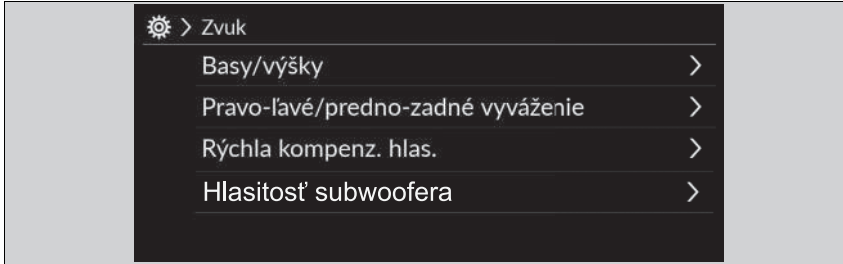 Zvuk
Basy/výšky
Pravo-ľavé/predno-zadné vyváženie
Rýchla kompenz. hlas.
Hlasitosť subwoofera